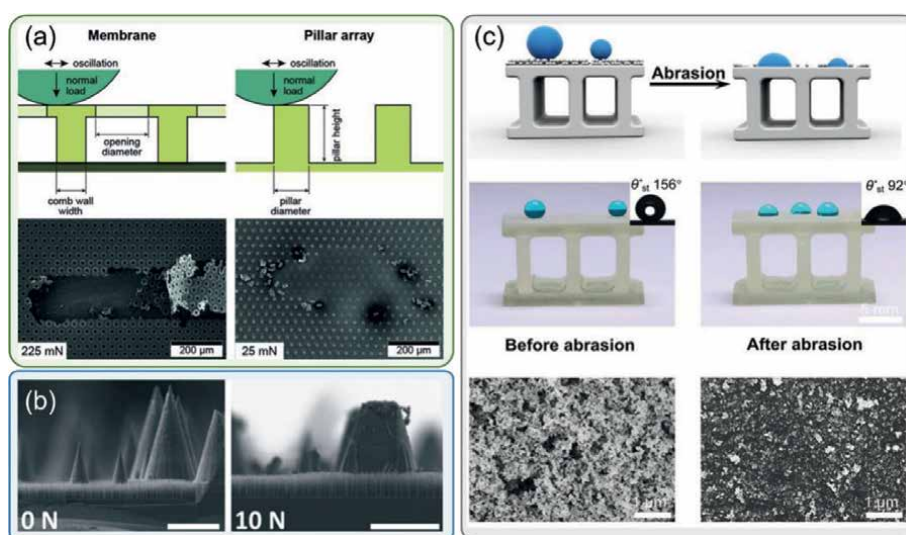 (a)
Membrane
oscillation
normal
load
opening
diameter
comb wall
width
225 mN
200 µm
Pillar array
oscillation
normal
load
pillar height
pillar
diameter
25 mN
200 µm
(b)
0 N
10 N
(c)
Abrasion
θ*st 156°
θ*st 92°
5 mm
Before abrasion
After abrasion
1 µm
1 µm